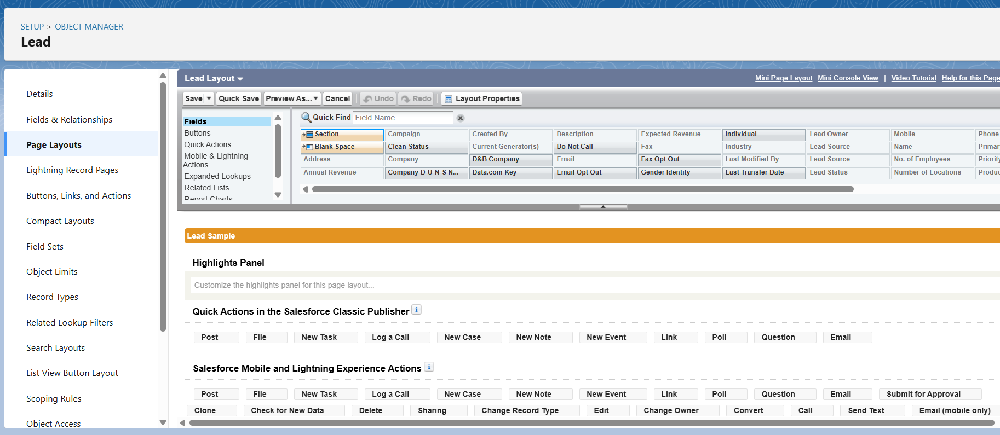 SETUP > OBJECT MANAGER
Lead
Details
Fields & Relationships
Page Layouts
Lightning Record Pages
Buttons, Links, and Actions
Compact Layouts
Field Sets
Object Limits
Record Types
Related Lookup Filters
Search Layouts
List View Button Layout
Scoping Rules
Object Access
Lead Layout
Mini Page Layout Mini Console View | Video Tutorial Help for this Page
Save Quick Save Preview As... Cancel Undo Redo Layout Properties
Fields
Buttons
Quick Actions
Mobile & Lightning
Actions
Expanded Lookups
Related Lists
Report Charts
Quick Find Field Name
Section Campaign Created By Description Expected Revenue Individual Lead Owner Mobile Phone
Blank Space Clean Status Current Generator(s) Do Not Call Fax Industry Lead Source Name
Address Company D&B Company Email Fax Opt Out Last Modified By Lead Source No. of Employees Priority
Annual Revenue Company D-U-N-S N... Data.com Key Email Opt Out Gender Identity Last Transfer Date Lead Status Number of Locations
Lead Sample
Highlights Panel
Customize the highlights panel for this page layout...
Quick Actions in the Salesforce Classic Publisher i
Post File New Task Log a Call New Case New Note New Event Link Poll Question Email
Salesforce Mobile and Lightning Experience Actions i
Post File New Task Log a Call New Case New Note New Event Link Poll Question Email Submit for Approval
Clone Check for New Data Delete Sharing Change Record Type Edit Change Owner Convert Call Send Text Email (mobile only)